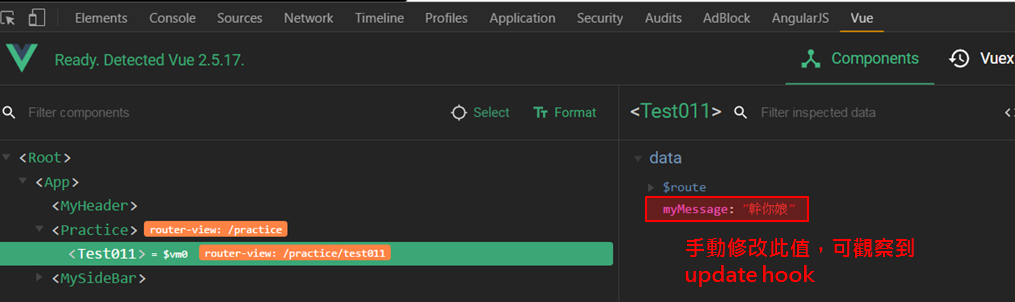 Elements Console Sources Network Timeline Profiles Application Security Audits AdBlock AngularJS Vue
Ready. Detected Vue 2.5.17.
Components
Vuex
Filter components
Select
Format
<Test011>
Filter inspected data
<Root>
<App>
<MyHeader>
<Practice> router-view: /practice
<Test011> = $vm0 router-view: /practice/test011
<MySideBar>
data
$route
myMessage: "幹你娘"
手動修改此值，可觀察到
update hook